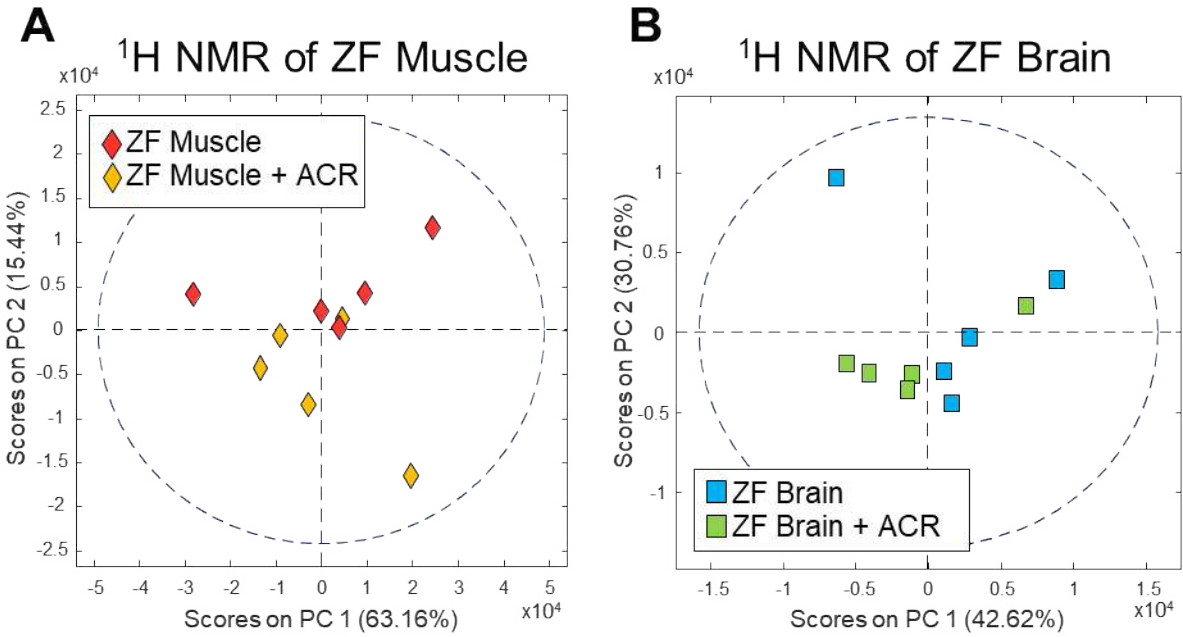 A
¹H NMR of ZF Muscle
x10⁴
2.5
2
1.5
1
0.5
0
-0.5
-1
-1.5
-2
-2.5
Scores on PC 2 (15.44%)
ZF Muscle
ZF Muscle + ACR
-5 -4 -3 -2 -1 0 1 2 3 4 5
x10⁴
Scores on PC 1 (63.16%)
B
¹H NMR of ZF Brain
x10⁴
1
0.5
0
-0.5
-1
Scores on PC 2 (30.76%)
ZF Brain
ZF Brain + ACR
-1.5 -1 -0.5 0 0.5 1 1.5
x10⁴
Scores on PC 1 (42.62%)